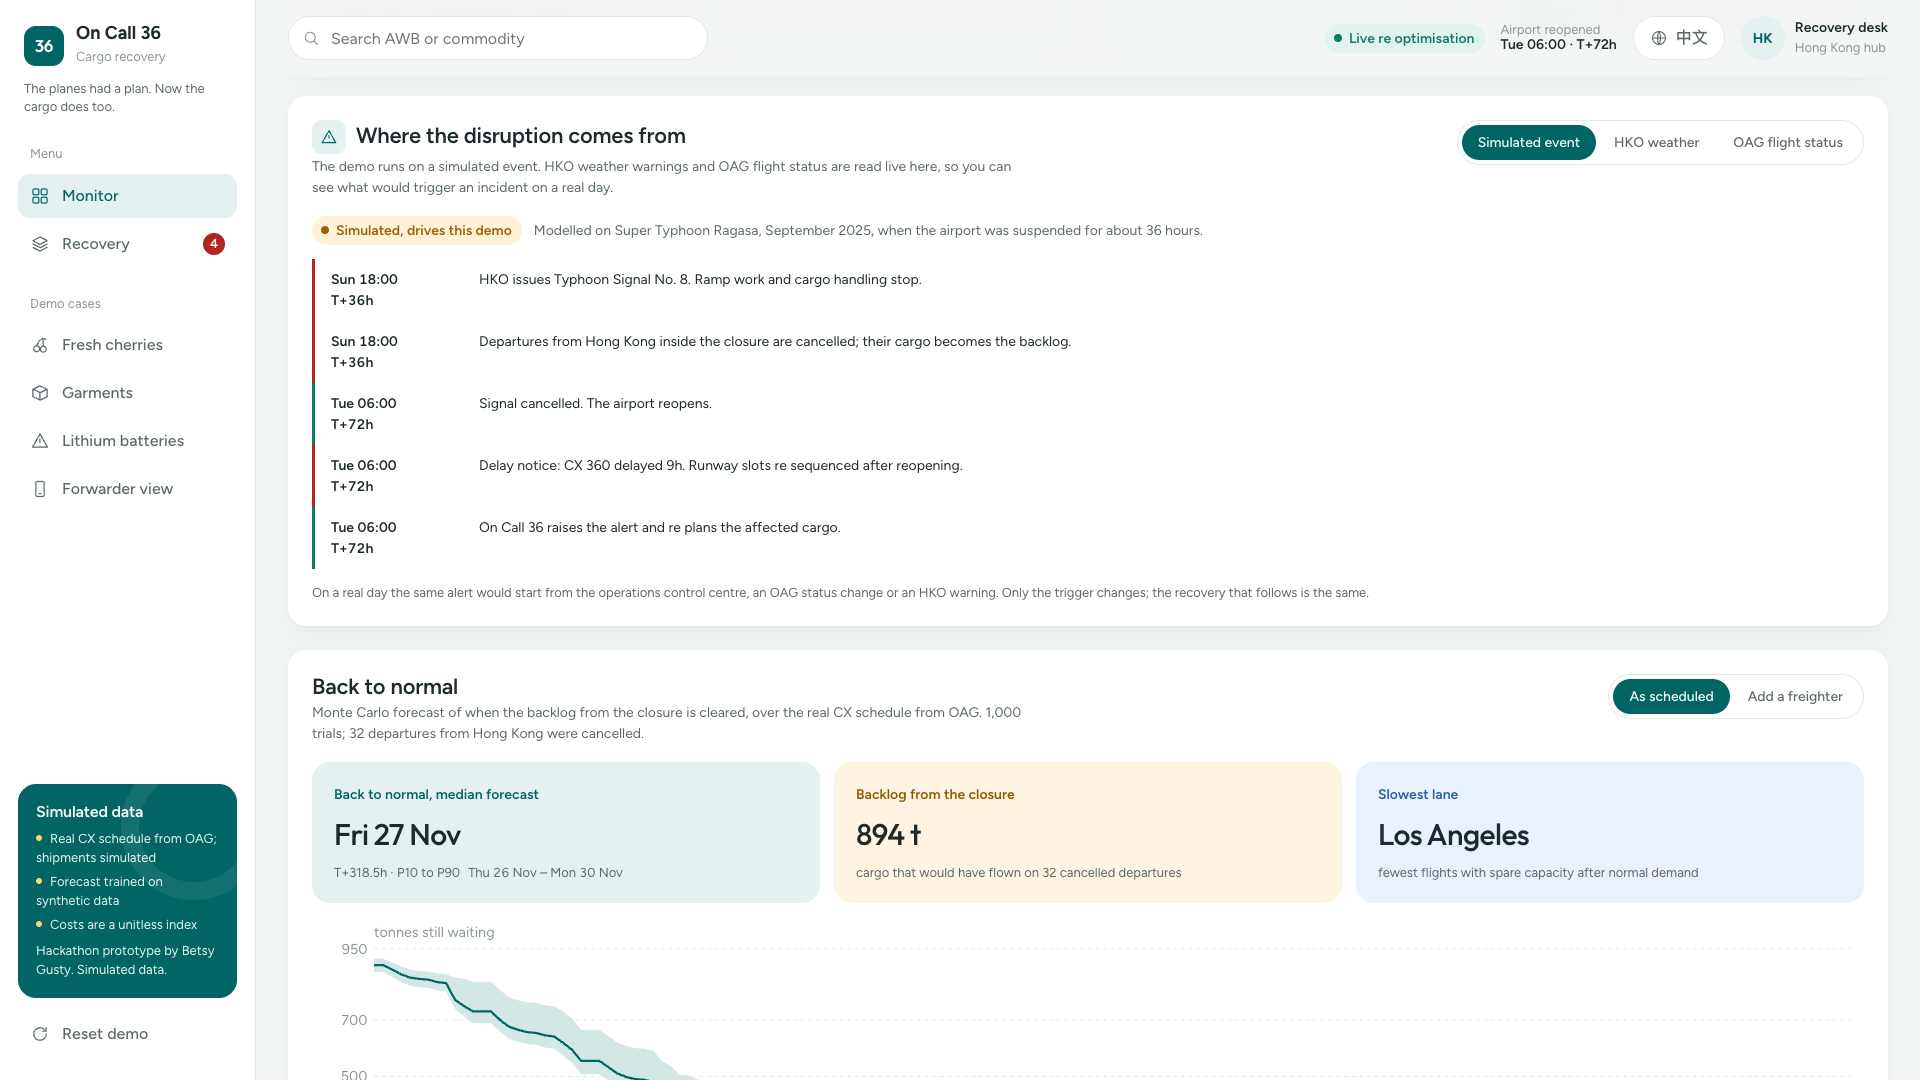 36
On Call 36
Cargo recovery
The planes had a plan. Now the
cargo does too.
Menu
Monitor
Recovery
4
Demo cases
Fresh cherries
Garments
Lithium batteries
Forwarder view
Simulated data
Real CX schedule from OAG;
shipments simulated
Forecast trained on
synthetic data
Costs are a unitless index
Hackathon prototype by Betsy
Gusty. Simulated data.
Reset demo
Search AWB or commodity
Live re optimisation
Airport reopened
Tue 06:00 · T+72h
中文
HK
Recovery desk
Hong Kong hub
Where the disruption comes from
The demo runs on a simulated event. HKO weather warnings and OAG flight status are read live here, so you can
see what would trigger an incident on a real day.
Simulated event
HKO weather
OAG flight status
Simulated, drives this demo
Modelled on Super Typhoon Ragasa, September 2025, when the airport was suspended for about 36 hours.
Sun 18:00
T+36h
HKO issues Typhoon Signal No. 8. Ramp work and cargo handling stop.
Sun 18:00
T+36h
Departures from Hong Kong inside the closure are cancelled; their cargo becomes the backlog.
Tue 06:00
T+72h
Signal cancelled. The airport reopens.
Tue 06:00
T+72h
Delay notice: CX 360 delayed 9h. Runway slots re sequenced after reopening.
Tue 06:00
T+72h
On Call 36 raises the alert and re plans the affected cargo.
On a real day the same alert would start from the operations control centre, an OAG status change or an HKO warning. Only the trigger changes; the recovery that follows is the same.
Back to normal
Monte Carlo forecast of when the backlog from the closure is cleared, over the real CX schedule from OAG. 1,000
trials; 32 departures from Hong Kong were cancelled.
As scheduled
Add a freighter
Back to normal, median forecast
Fri 27 Nov
T+318.5h · P10 to P90 Thu 26 Nov – Mon 30 Nov
Backlog from the closure
894 t
cargo that would have flown on 32 cancelled departures
Slowest lane
Los Angeles
fewest flights with spare capacity after normal demand
tonnes still waiting
950
700
500